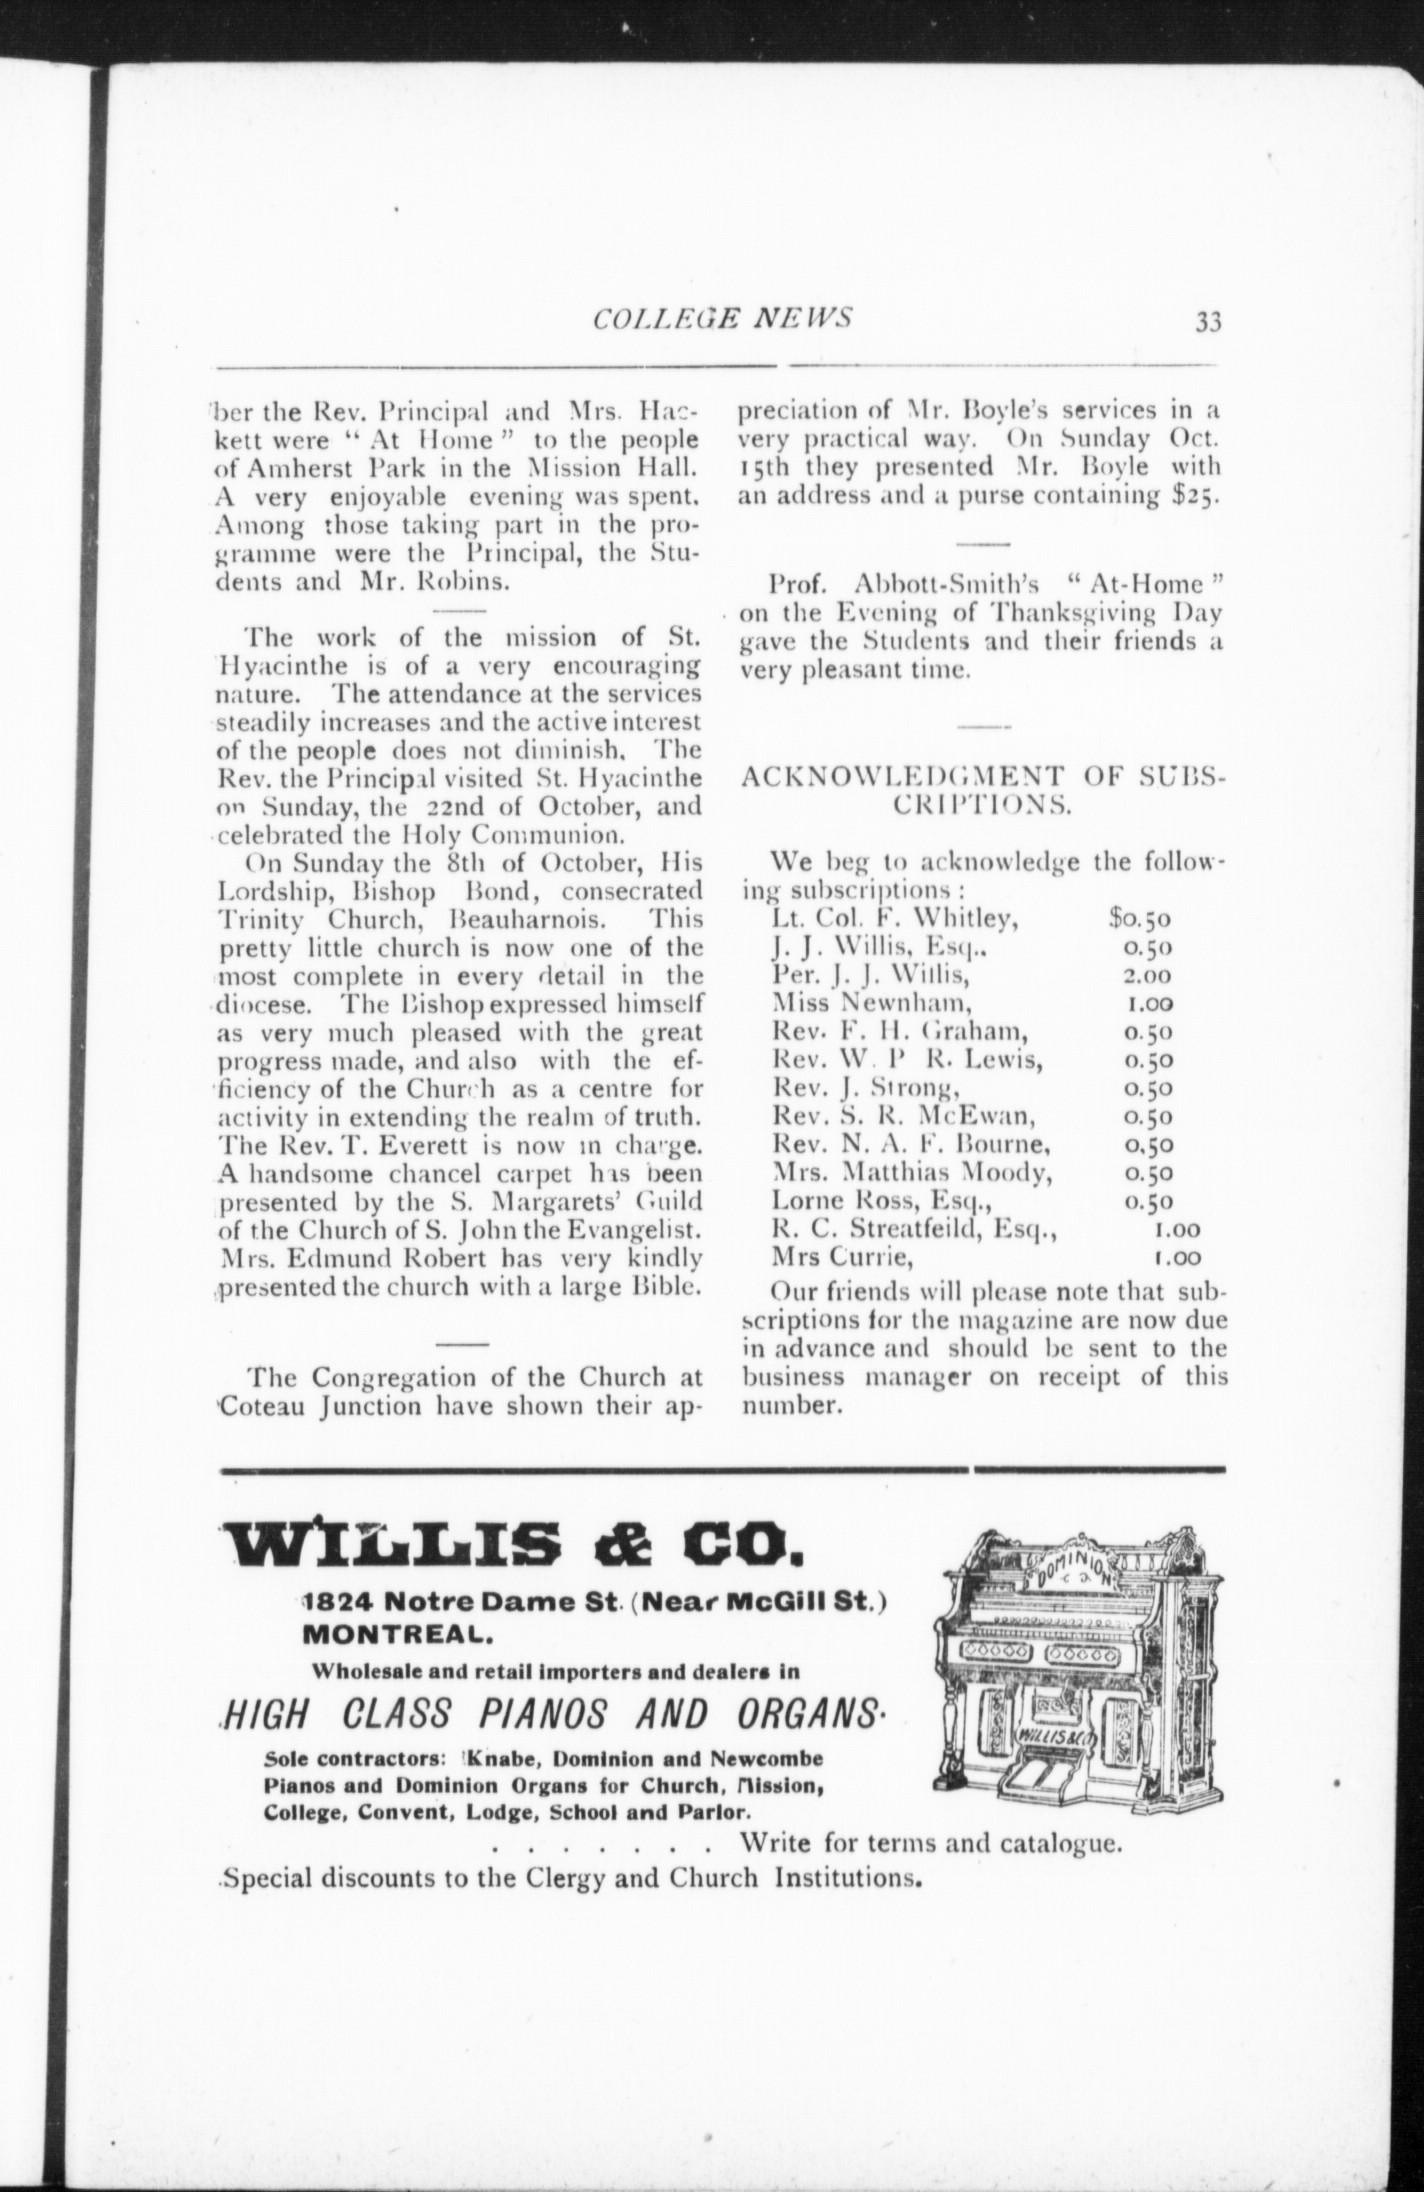 COLLEGE NEWS 33
ber the Rev. Principal and Mrs. Hac-
kett were “ At Home ” to the people
of Amherst Park in the Mission Hall.
A very enjoyable evening was spent.
Among those taking part in the pro-
gramme were the Principal, the Stu-
dents and Mr. Robins.
The work of the mission of St.
Hyacinthe is of a very encouraging
nature. The attendance at the services
steadily increases and the active interest
of the people does not diminish. The
Rev. the Principal visited St. Hyacinthe
on Sunday, the 22nd of October, and
celebrated the Holy Communion.
On Sunday the 8th of October, His
Lordship, Bishop Bond, consecrated
Trinity Church, Beauharnois. This
pretty little church is now one of the
most complete in every detail in the
diocese. The Bishop expressed himself
as very much pleased with the great
progress made, and also with the ef-
ficiency of the Church as a centre for
activity in extending the realm of truth.
The Rev. T. Everett is now in charge.
A handsome chancel carpet has been
presented by the S. Margarets’ Guild
of the Church of S. John the Evangelist.
Mrs. Edmund Robert has very kindly
presented the church with a large Bible.
The Congregation of the Church at
Coteau Junction have shown their ap-
preciation of Mr. Boyle’s services in a
very practical way. On Sunday Oct.
15th they presented Mr. Boyle with
an address and a purse containing $25.
Prof. Abbott-Smith’s “ At-Home ”
on the Evening of Thanksgiving Day
gave the Students and their friends a
very pleasant time.
ACKNOWLEDGMENT OF SUBS-
CRIPTIONS.
We beg to acknowledge the follow-
ing subscriptions :
Lt. Col. F. Whitley, $0.50
J. J. Willis, Esq.. 0.50
Per. J. J. Willis, 2.00
Miss Newnham, 1.00
Rev. F. H. Graham, 0.50
Rev. W. P R. Lewis, 0.50
Rev. J. Strong, 0.50
Rev. S. R. McEwan, 0.50
Rev. N. A. F. Bourne, 0.50
Mrs. Matthias Moody, 0.50
Lorne Ross, Esq., 0.50
R. C. Streatfeild, Esq., 1.00
Mrs Currie, 1.00
Our friends will please note that sub-
scriptions for the magazine are now due
in advance and should be sent to the
business manager on receipt of this
number.
WILLIS & CO.
1824 Notre Dame St. (Near McGill St.)
MONTREAL.
Wholesale and retail importers and dealers in
HIGH CLASS PIANOS AND ORGANS.
Sole contractors: Knabe, Dominion and Newcombe
Pianos and Dominion Organs for Church, Mission,
College, Convent, Lodge, School and Parlor.
. . . . . . . Write for terms and catalogue.
Special discounts to the Clergy and Church Institutions.
DOMINION
WILLIS & CO